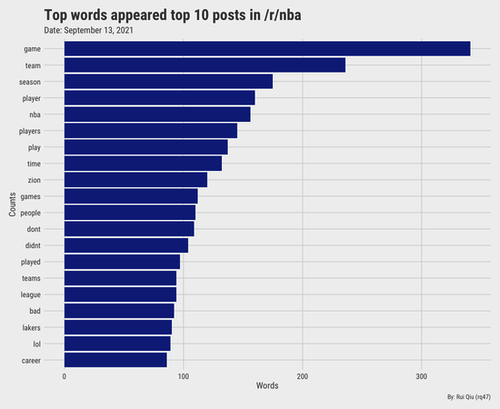 Top words appeared top 10 posts in /r/nba
Date: September 13, 2021
game
team
season
player
nba
players
play
time
zion
games
people
dont
didnt
played
teams
league
bad
lakers
lol
career
Counts
0 100 200 300
Words
By: Rui Qiu (rq47)